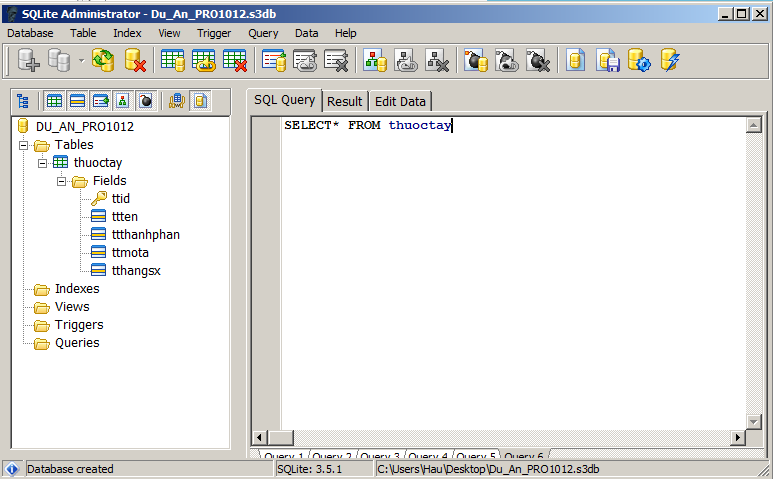 SQLite Administrator - Du_An_PRO1012.s3db
Database Table Index View Trigger Query Data Help
SQL Query Result Edit Data
DU_AN_PRO1012
Tables
thuoctay
Fields
ttid
ttten
ttthanhphan
ttmota
tthangsx
Indexes
Views
Triggers
Queries
SELECT* FROM thuoctay
Query 1 Query 2 Query 3 Query 4 Query 5 Query 6
Database created SQLite: 3.5.1 C:\Users\Hau\Desktop\Du_An_PRO1012.s3db